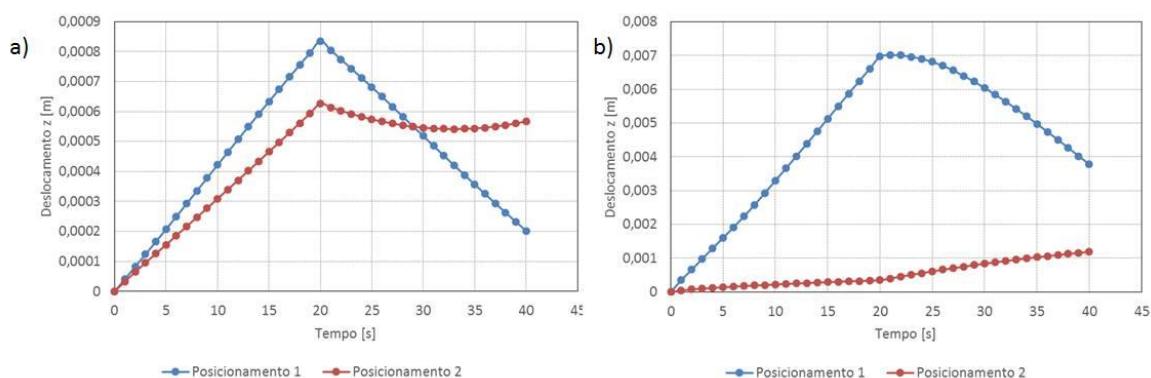 a)
Deslocamento z [m]
0,0009
0,0008
0,0007
0,0006
0,0005
0,0004
0,0003
0,0002
0,0001
0
0 5 10 15 20 25 30 35 40 45
Tempo [s]
Posicionamento 1 Posicionamento 2
b)
Deslocamento z [m]
0,008
0,007
0,006
0,005
0,004
0,003
0,002
0,001
0
0 5 10 15 20 25 30 35 40 45
Tempo [s]
Posicionamento 1 Posicionamento 2